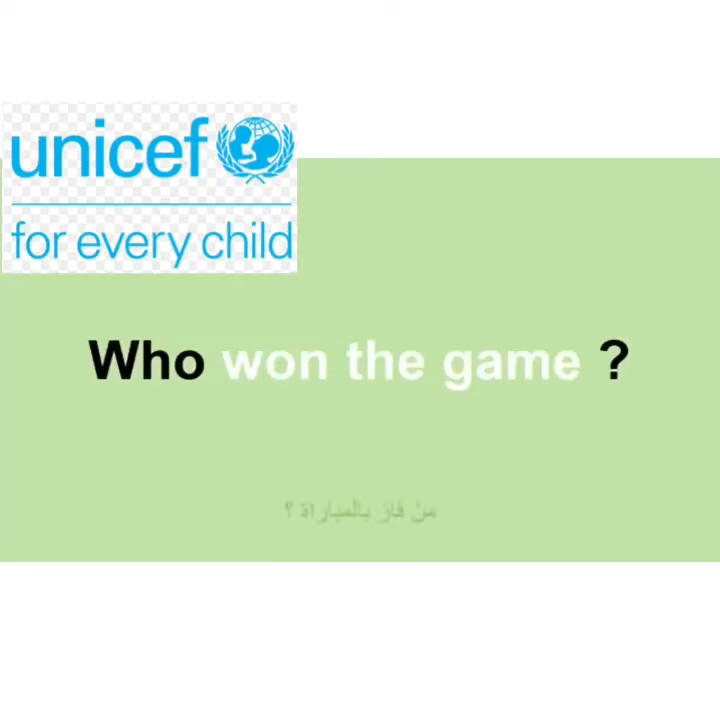 unicef
for every child
Who won the game ?
من فاز بالمباراة ؟